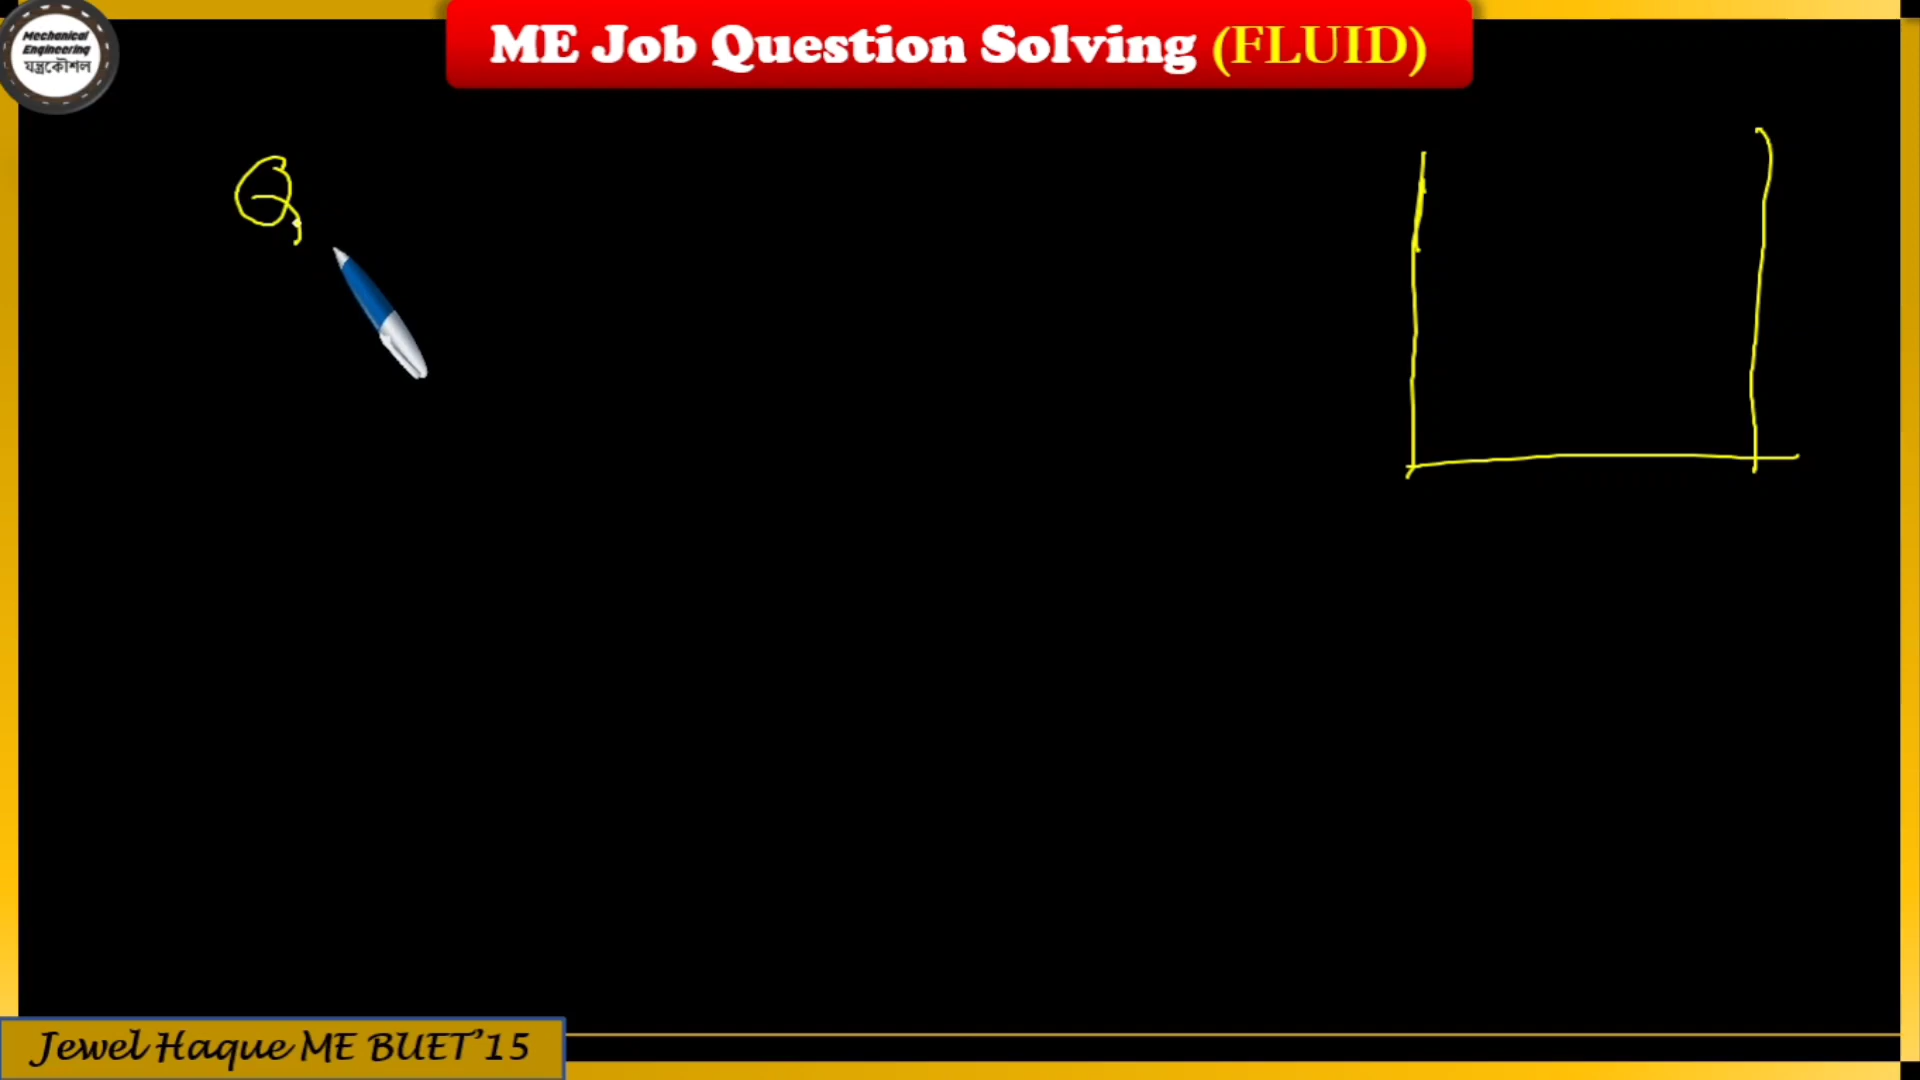 Mechanical
Engineering
যন্ত্রকৌশল
ME Job Question Solving (FLUID)
Q,
Jewel Haque ME BUET’15